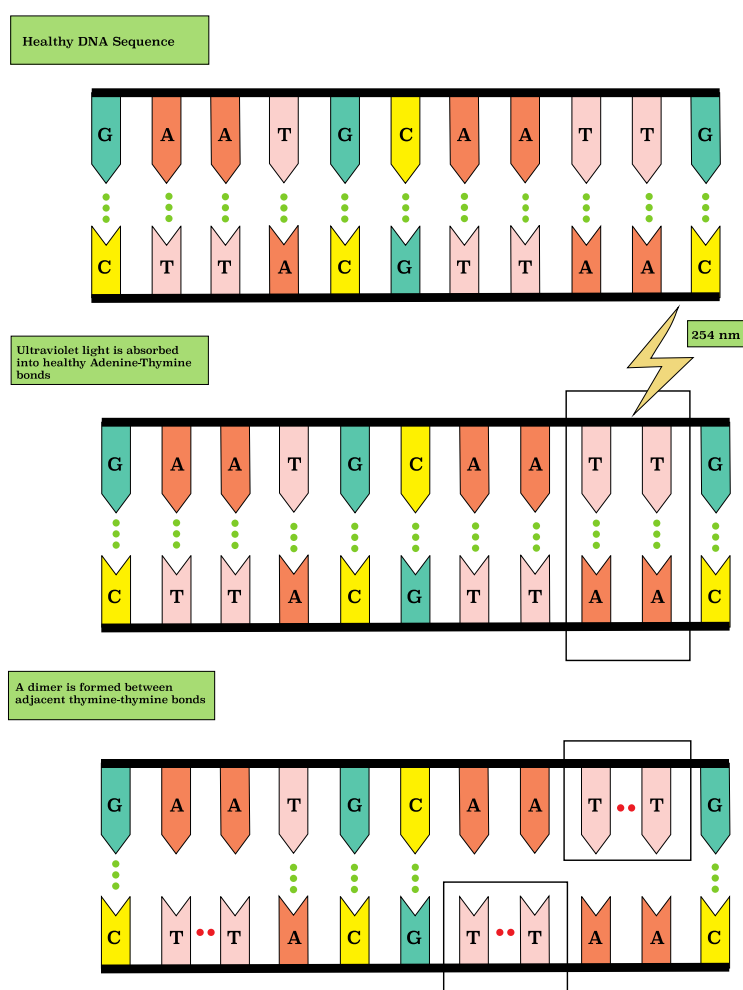 Healthy DNA Sequence
G A A T G C A A T T G
C T T A C G T T A A C
Ultraviolet light is absorbed
into healthy Adenine-Thymine
bonds
254 nm
G A A T G C A A T T G
C T T A C G T T A A C
A dimer is formed between
adjacent thymine-thymine bonds
G A A T G C A A T T G
C T T A C G T T A A C